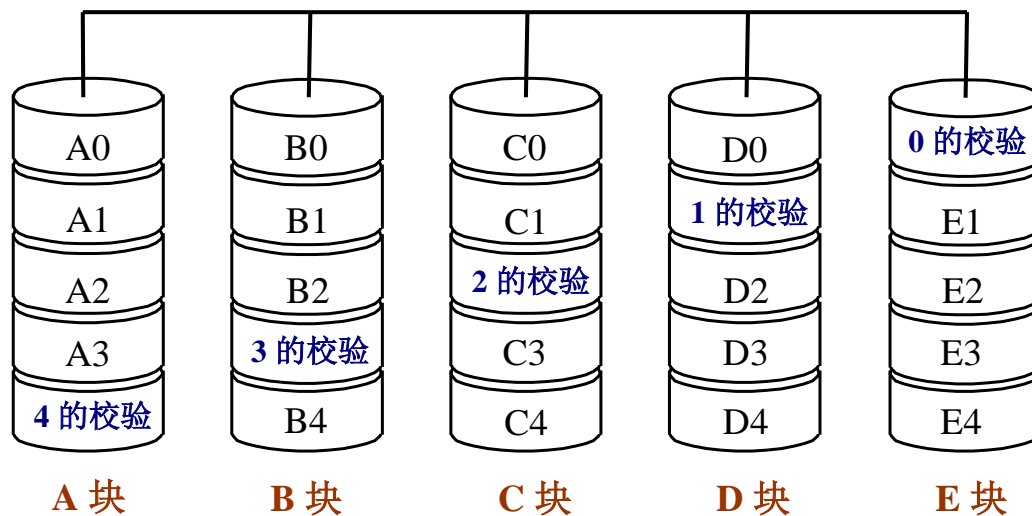 A0 B0 C0 D0 0 的校验
A1 B1 C1 1 的校验 E1
A2 B2 2 的校验 D2 E2
A3 3 的校验 C3 D3 E3
4 的校验 B4 C4 D4 E4
A 块 B 块 C 块 D 块 E 块